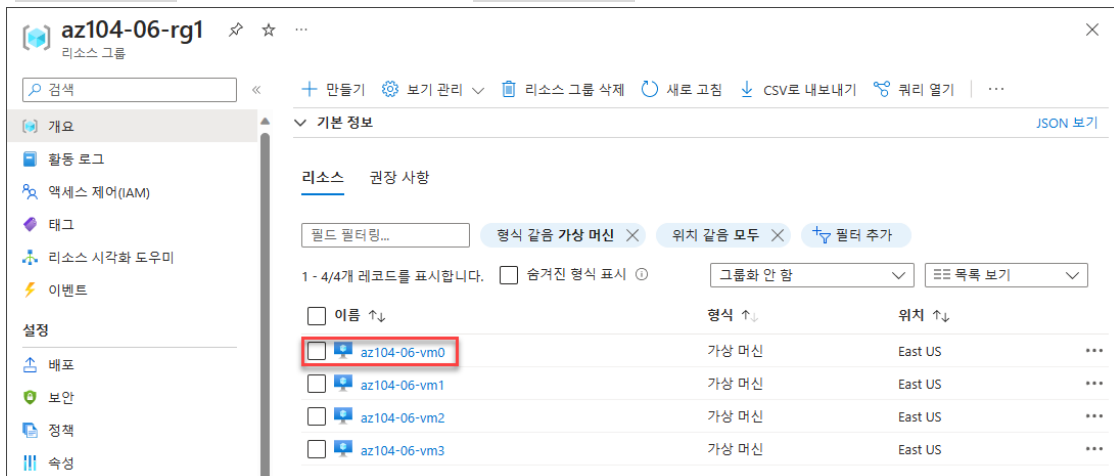 az104-06-rg1
리소스 그룹
검색
만들기 보기 관리 리소스 그룹 삭제 새로 고침 CSV로 내보내기 쿼리 열기
개요
활동 로그
액세스 제어(IAM)
태그
리소스 시각화 도우미
이벤트
설정
배포
보안
정책
속성
기본 정보 JSON 보기
리소스 권장 사항
필드 필터링... 형식 같음 가상 머신 위치 같음 모두 필터 추가
1 - 4/4개 레코드를 표시합니다. 숨겨진 형식 표시 그룹화 안 함 목록 보기
이름 형식 위치
az104-06-vm0 가상 머신 East US
az104-06-vm1 가상 머신 East US
az104-06-vm2 가상 머신 East US
az104-06-vm3 가상 머신 East US